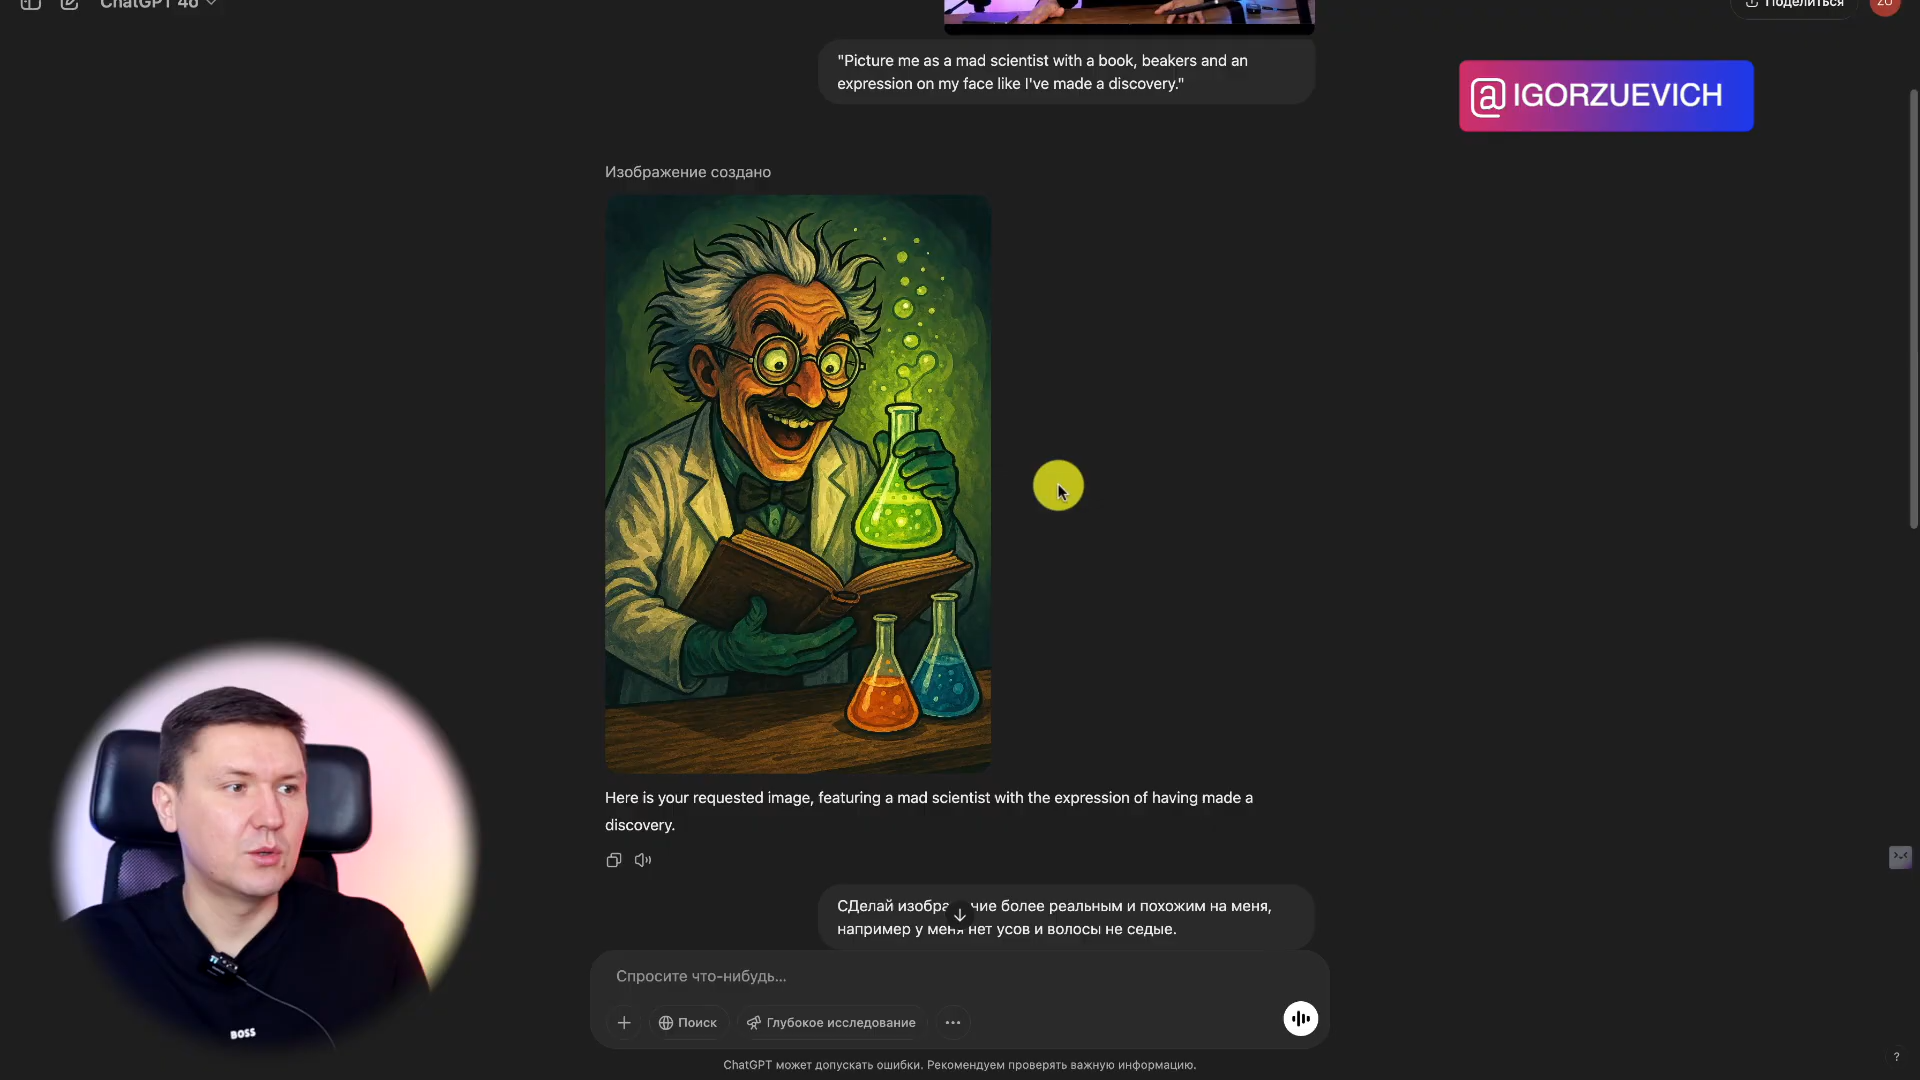 ChatGPT 4o
Поделиться
ZU
"Picture me as a mad scientist with a book, beakers and an
expression on my face like I've made a discovery."
@IGORZUEVICH
Изображение создано
Here is your requested image, featuring a mad scientist with the expression of having made a
discovery.
СДелай изображение более реальным и похожим на меня,
например у меня нет усов и волосы не седые.
Спросите что-нибудь...
Поиск
Глубокое исследование
BOSS
ChatGPT может допускать ошибки. Рекомендуем проверять важную информацию.
?